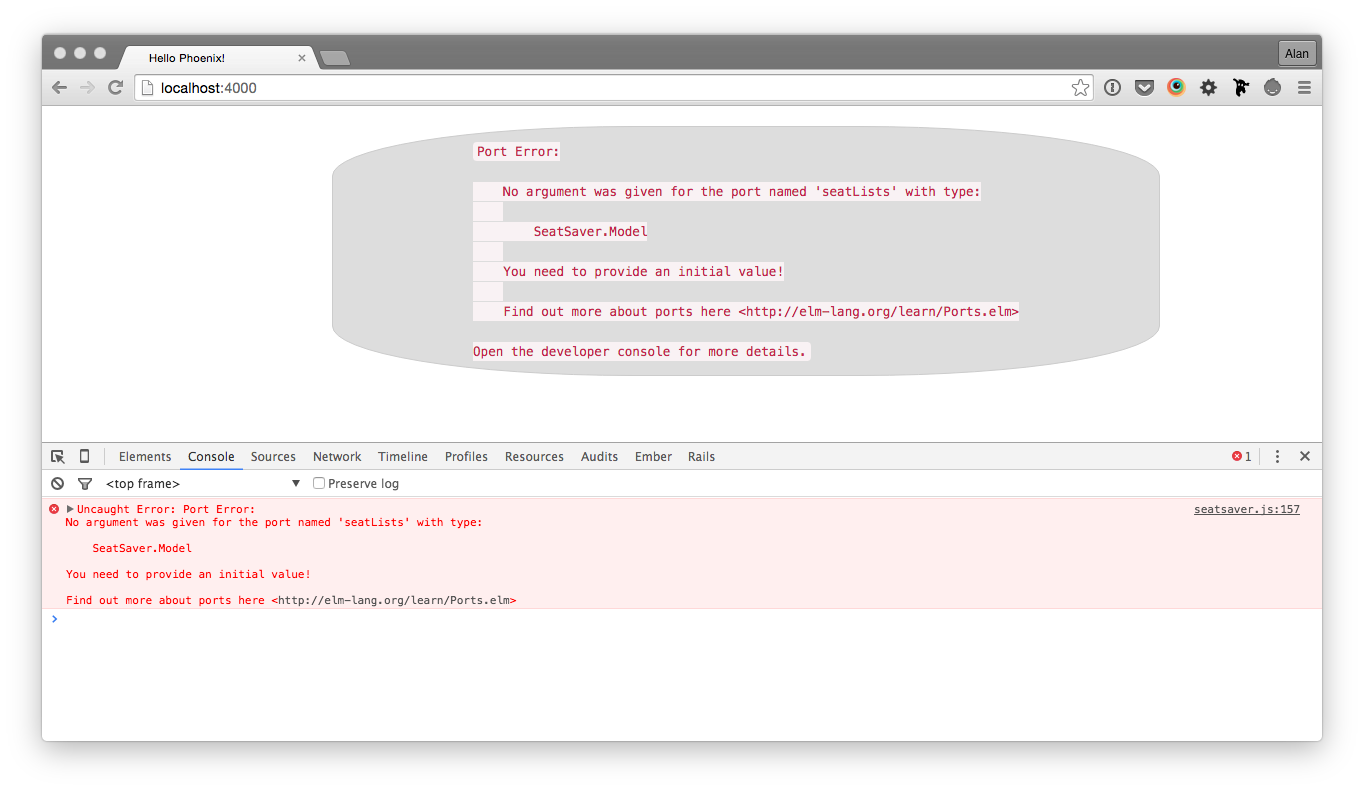 Hello Phoenix!
Alan
localhost:4000
Port Error:
No argument was given for the port named 'seatLists' with type:
SeatSaver.Model
You need to provide an initial value!
Find out more about ports here <http://elm-lang.org/learn/Ports.elm>
Open the developer console for more details.
Elements Console Sources Network Timeline Profiles Resources Audits Ember Rails 1
<top frame> Preserve log
Uncaught Error: Port Error: seatsaver.js:157
No argument was given for the port named 'seatLists' with type:
SeatSaver.Model
You need to provide an initial value!
Find out more about ports here <http://elm-lang.org/learn/Ports.elm>